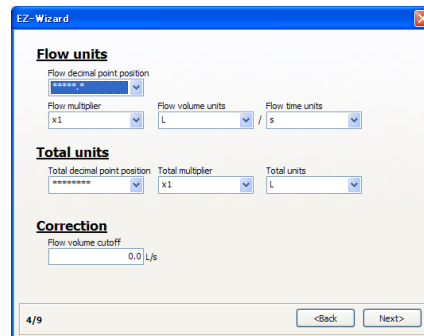 EZ-Wizard
Flow units
Flow decimal point position
*****.*
Flow multiplier Flow volume units Flow time units
x1 L / s
Total units
Total decimal point position Total multiplier Total units
******** x1 L
Correction
Flow volume cutoff
0.0 L/s
4/9 <Back Next>